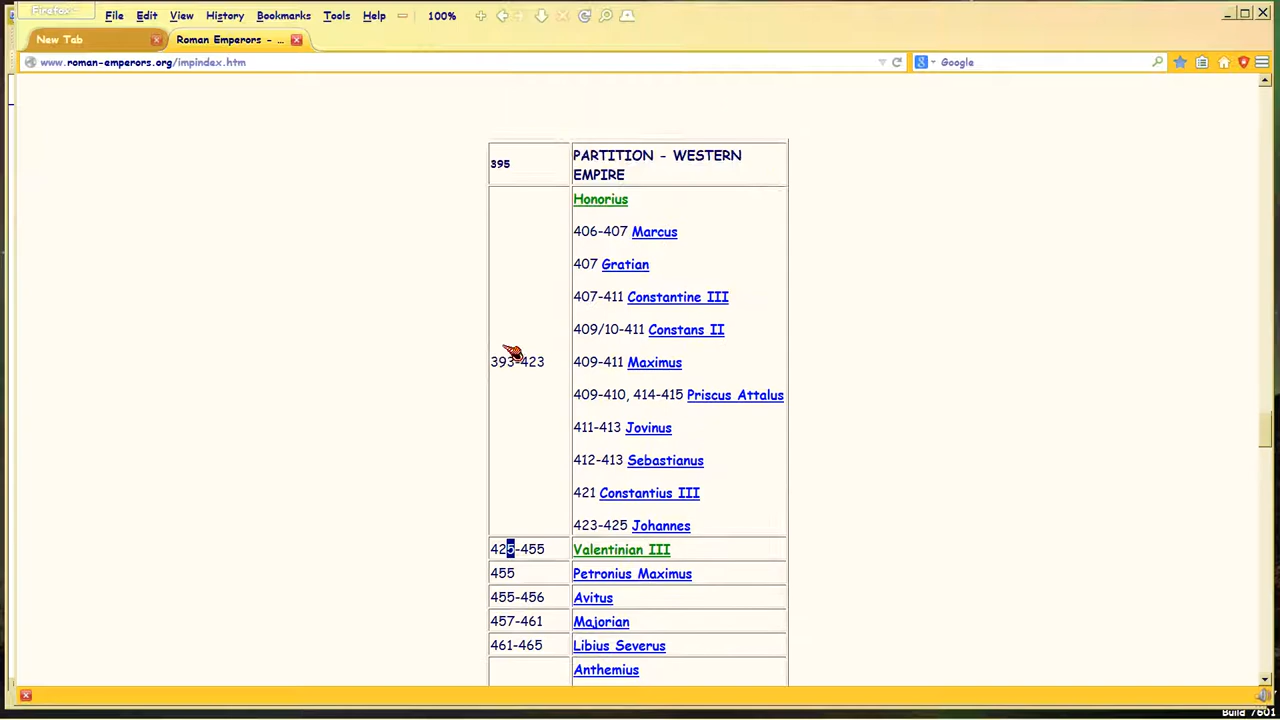 Firefox
File Edit View History Bookmarks Tools Help 100%
New Tab
Roman Emperors - ...
www.roman-emperors.org/impindex.htm
Google
395 PARTITION - WESTERN
EMPIRE
Honorius
406-407 Marcus
407 Gratian
407-411 Constantine III
409/10-411 Constans II
393-423 409-411 Maximus
409-410, 414-415 Priscus Attalus
411-413 Jovinus
412-413 Sebastianus
421 Constantius III
423-425 Johannes
425-455 Valentinian III
455 Petronius Maximus
455-456 Avitus
457-461 Majorian
461-465 Libius Severus
Anthemius
Build 7601